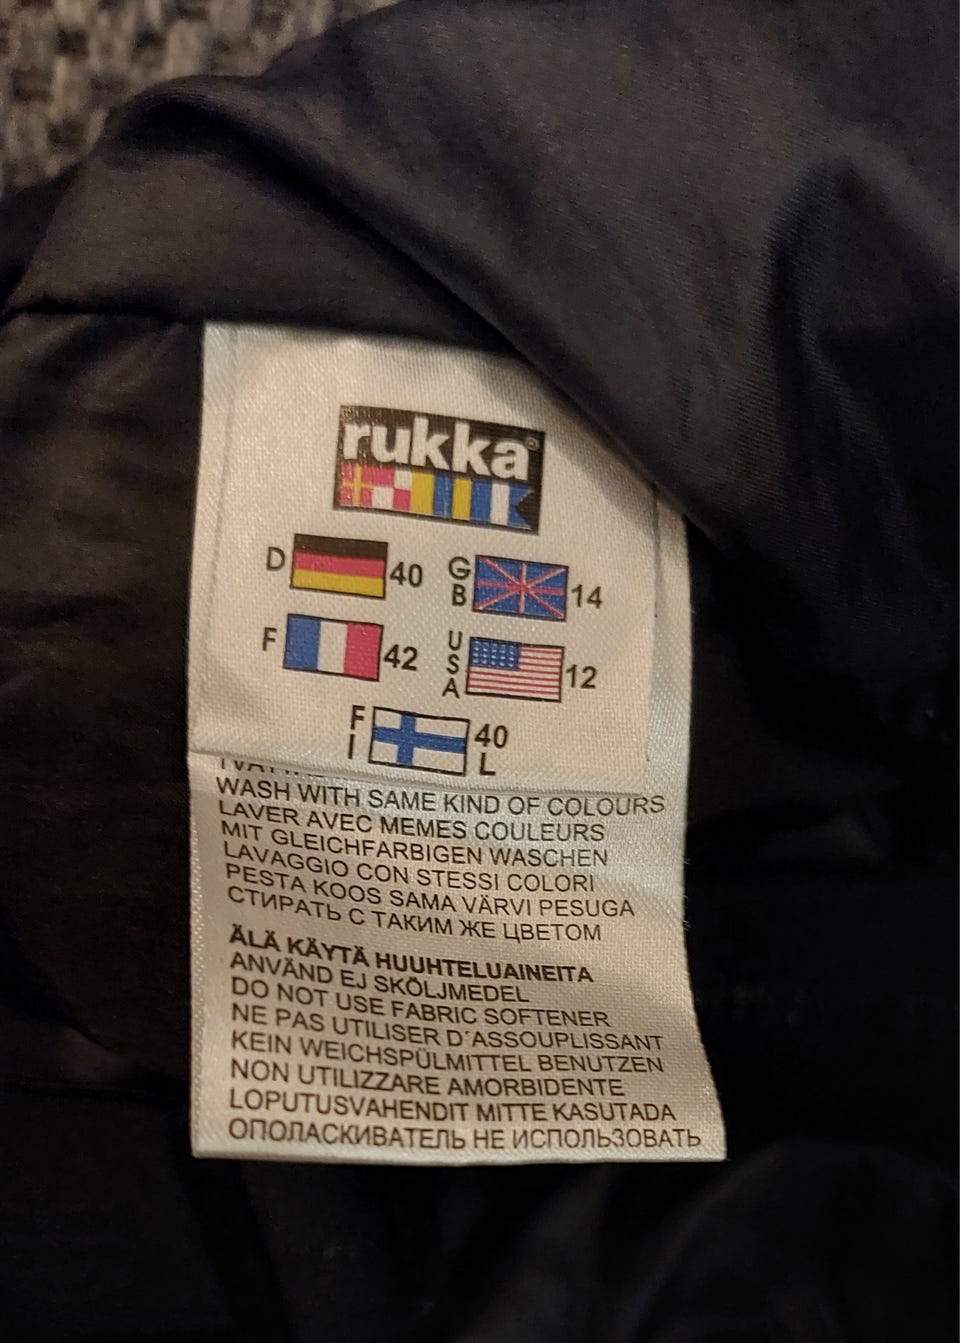 rukka®
D 40 GB 14
F 42 USA 12
FI 40 L
WASH WITH SAME KIND OF COLOURS
LAVER AVEC MEMES COULEURS
MIT GLEICHFARBIGEN WASCHEN
LAVAGGIO CON STESSI COLORI
PESTA KOOS SAMA VÄRVI PESUGA
СТИРАТЬ С ТАКИМ ЖЕ ЦВЕТОМ
ÄLÄ KÄYTÄ HUUHTELUAINEITA
ANVÄND EJ SKÖLJMEDEL
DO NOT USE FABRIC SOFTENER
NE PAS UTILISER D´ASSOUPLISSANT
KEIN WEICHSPÜLMITTEL BENUTZEN
NON UTILIZZARE AMORBIDENTE
LOPUTUSVAHENDIT MITTE KASUTADA
ОПОЛАСКИВАТЕЛЬ НЕ ИСПОЛЬЗОВАТЬ